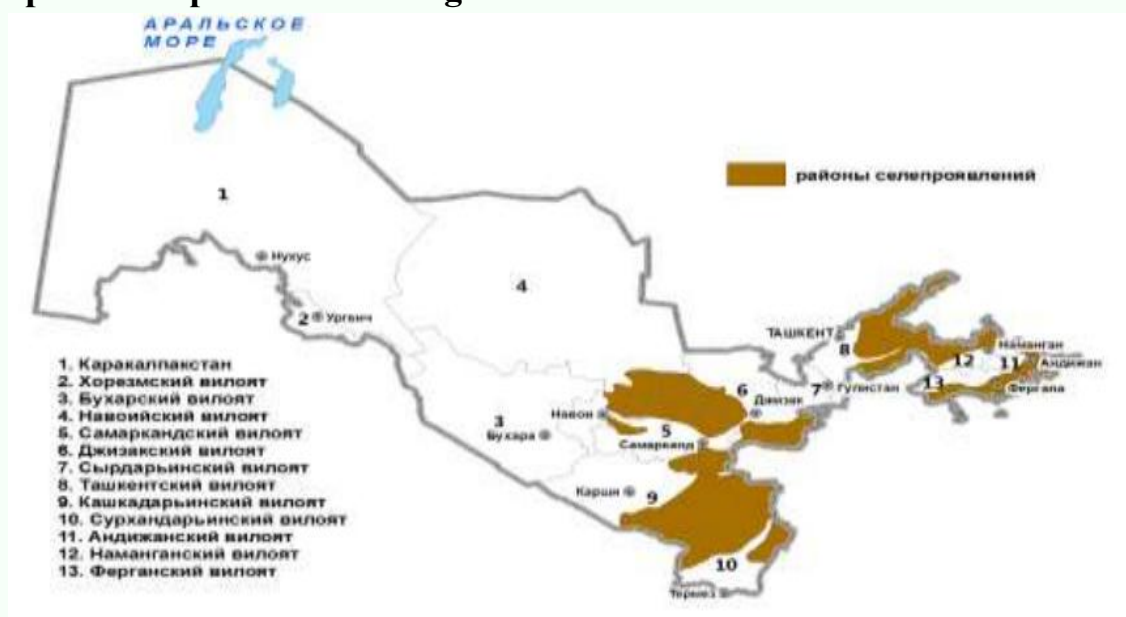 АРАЛЬСКОЕ
МОРЕ
районы селепроявлений
1
Нукус
4
2 Ургенч
ТАШКЕНТ
8
Наманган
12
11
Андижан
13
Фергана
7 Гулистан
6
Джизак
Навои
3
Бухара
5
Самарканд
Карши
9
10
Термез
1. Каракалпакстан
2. Хорезмский вилоят
3. Бухарский вилоят
4. Навоийский вилоят
5. Самаркандский вилоят
6. Джизакский вилоят
7. Сырдарьинский вилоят
8. Ташкентский вилоят
9. Кашкадарьинский вилоят
10. Сурхандарьинский вилоят
11. Андижанский вилоят
12. Наманганский вилоят
13. Ферганский вилоят